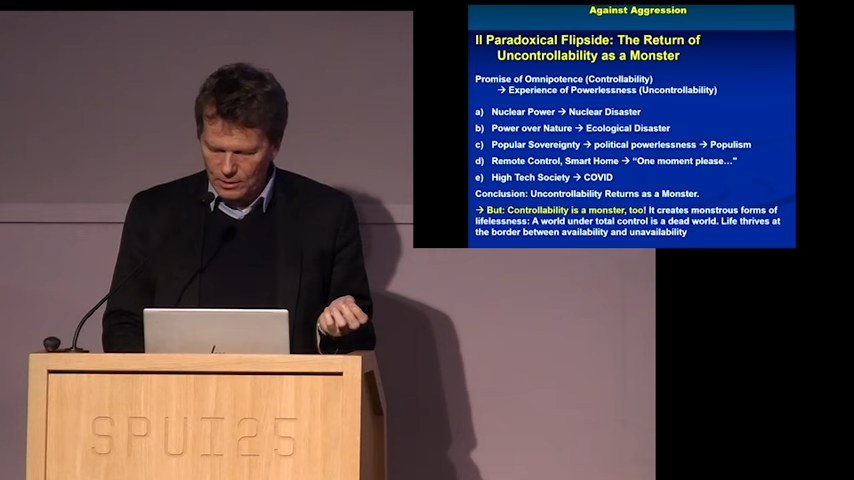 Against Aggression
II Paradoxical Flipside: The Return of
Uncontrollability as a Monster
Promise of Omnipotence (Controllability)
→ Experience of Powerlessness (Uncontrollability)
a) Nuclear Power → Nuclear Disaster
b) Power over Nature → Ecological Disaster
c) Popular Sovereignty → political powerlessness → Populism
d) Remote Control, Smart Home → “One moment please…”
e) High Tech Society → COVID
Conclusion: Uncontrollability Returns as a Monster.
→ But: Controllability is a monster, too! It creates monstrous forms of
lifelessness: A world under total control is a dead world. Life thrives at
the border between availability and unavailability
SPUI25